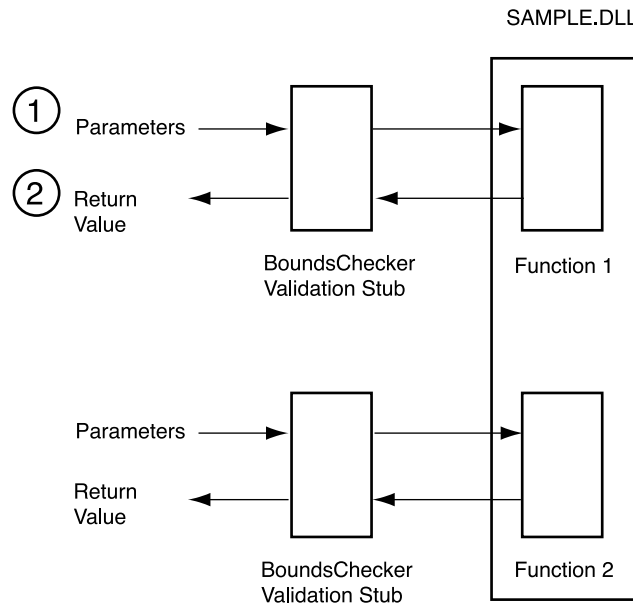 SAMPLE.DLL
1
Parameters
2
Return
Value
BoundsChecker
Validation Stub
Function 1
Parameters
Return
Value
BoundsChecker
Validation Stub
Function 2